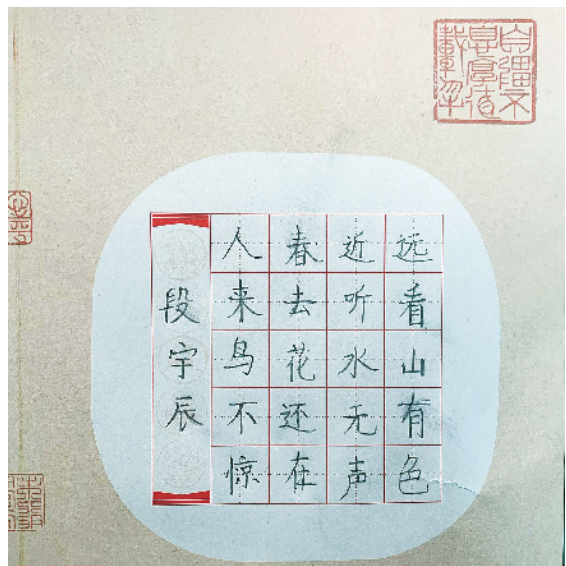 远看山有色
近听水无声
春去花还在
人来鸟不惊
段宇辰